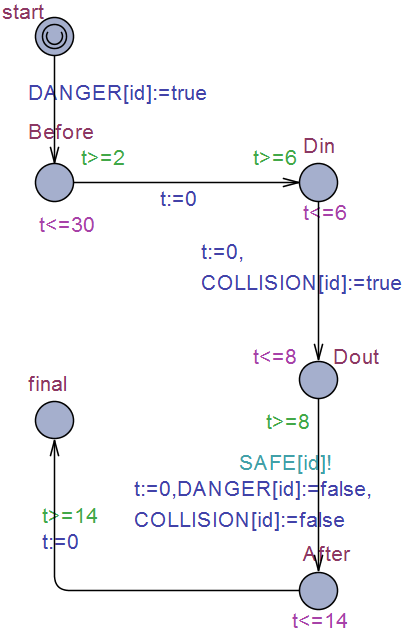 start
DANGER[id]:=true
Before
t>=2
t>=6
Din
t:=0
t<=30
t<=6
t:=0,
COLLISION[id]:=true
t<=8
Dout
final
t>=8
SAFE[id]!
t:=0,DANGER[id]:=false,
COLLISION[id]:=false
t>=14
t:=0
After
t<=14